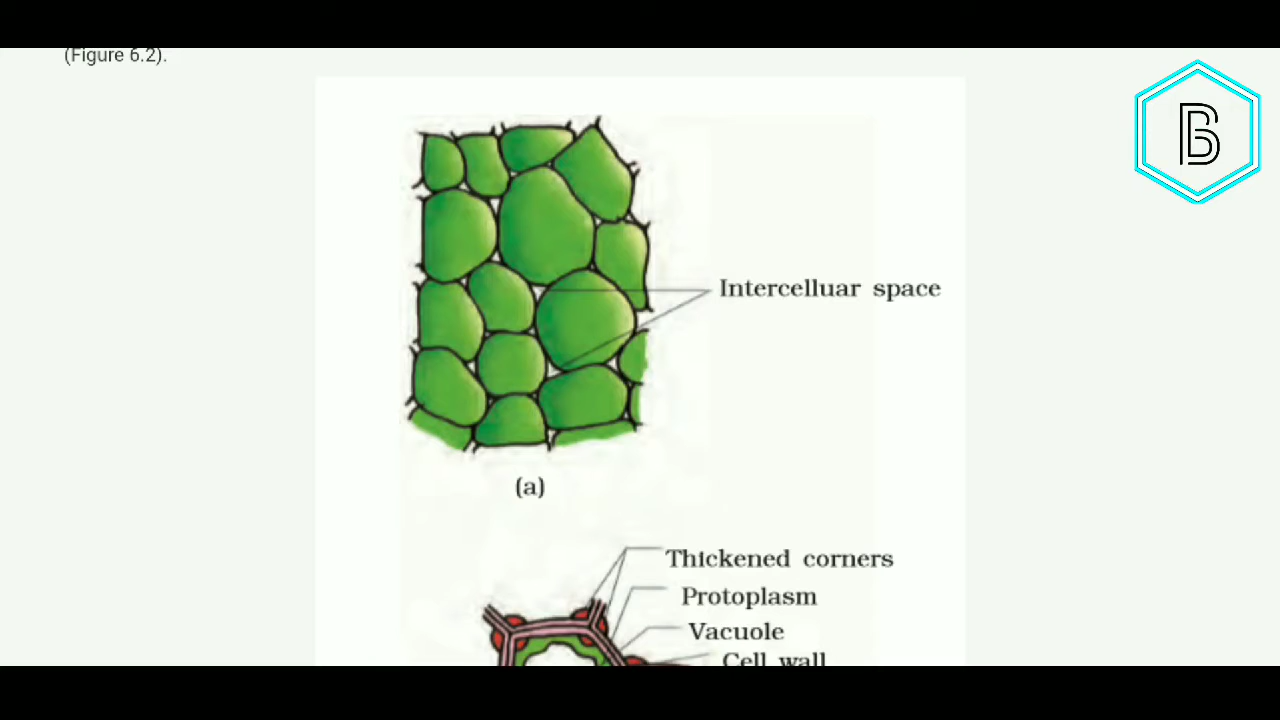 (Figure 6.2).
B
Intercelluar space
(a)
Thickened corners
Protoplasm
Vacuole
Cell wall